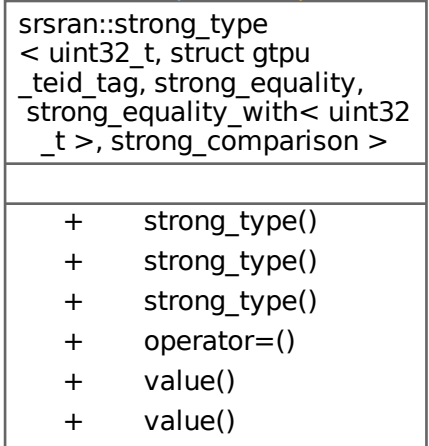 srsran::strong_type
< uint32_t, struct gtpu
_teid_tag, strong_equality,
strong_equality_with< uint32
_t >, strong_comparison >
+ strong_type()
+ strong_type()
+ strong_type()
+ operator=()
+ value()
+ value()